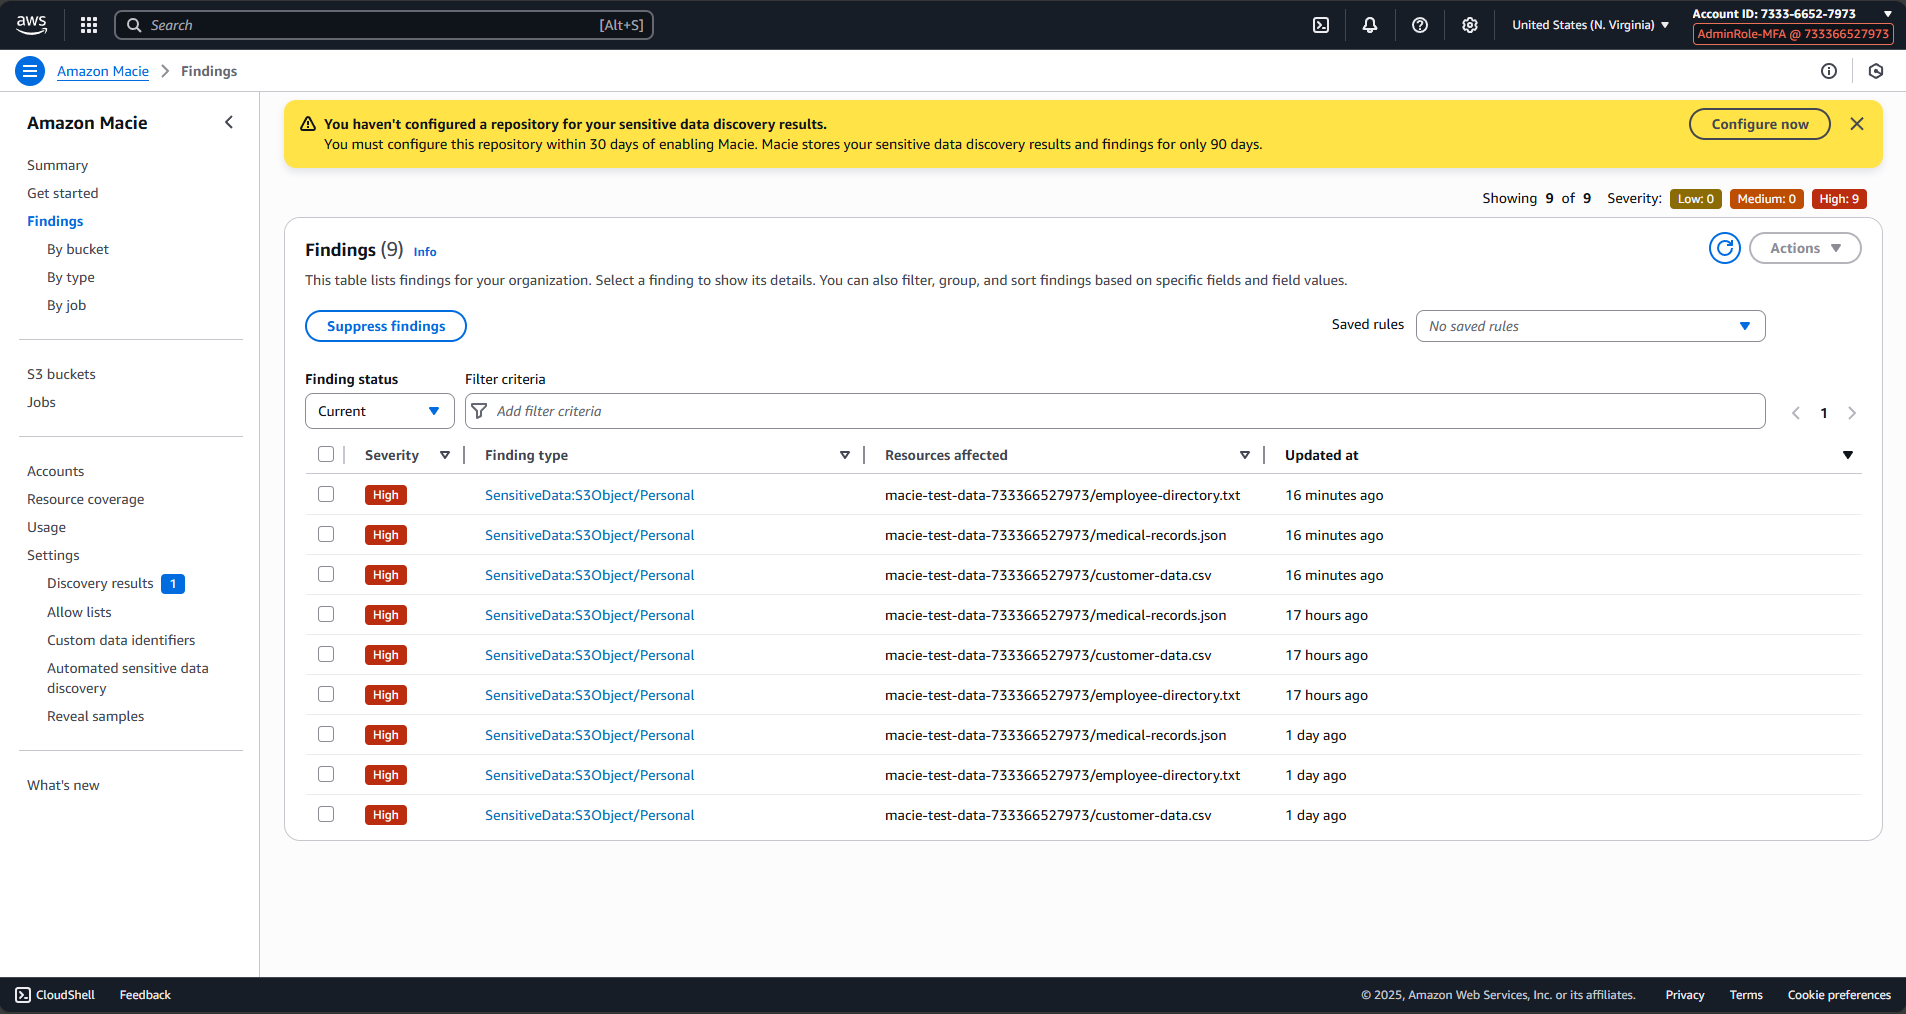 aws
Search [Alt+S]
United States (N. Virginia)
Account ID: 7333-6652-7973
AdminRole-MFA @ 733366527973
Amazon Macie
Findings
Amazon Macie
Summary
Get started
Findings
By bucket
By type
By job
S3 buckets
Jobs
Accounts
Resource coverage
Usage
Settings
Discovery results 1
Allow lists
Custom data identifiers
Automated sensitive data
discovery
Reveal samples
What's new
You haven't configured a repository for your sensitive data discovery results.
You must configure this repository within 30 days of enabling Macie. Macie stores your sensitive data discovery results and findings for only 90 days.
Configure now
Showing 9 of 9 Severity: Low: 0 Medium: 0 High: 9
Findings (9) Info
Actions
This table lists findings for your organization. Select a finding to show its details. You can also filter, group, and sort findings based on specific fields and field values.
Suppress findings
Saved rules No saved rules
Finding status Filter criteria
Current Add filter criteria 1
Severity Finding type Resources affected Updated at
High SensitiveData:S3Object/Personal macie-test-data-733366527973/employee-directory.txt 16 minutes ago
High SensitiveData:S3Object/Personal macie-test-data-733366527973/medical-records.json 16 minutes ago
High SensitiveData:S3Object/Personal macie-test-data-733366527973/customer-data.csv 16 minutes ago
High SensitiveData:S3Object/Personal macie-test-data-733366527973/medical-records.json 17 hours ago
High SensitiveData:S3Object/Personal macie-test-data-733366527973/customer-data.csv 17 hours ago
High SensitiveData:S3Object/Personal macie-test-data-733366527973/employee-directory.txt 17 hours ago
High SensitiveData:S3Object/Personal macie-test-data-733366527973/medical-records.json 1 day ago
High SensitiveData:S3Object/Personal macie-test-data-733366527973/employee-directory.txt 1 day ago
High SensitiveData:S3Object/Personal macie-test-data-733366527973/customer-data.csv 1 day ago
CloudShell Feedback © 2025, Amazon Web Services, Inc. or its affiliates. Privacy Terms Cookie preferences